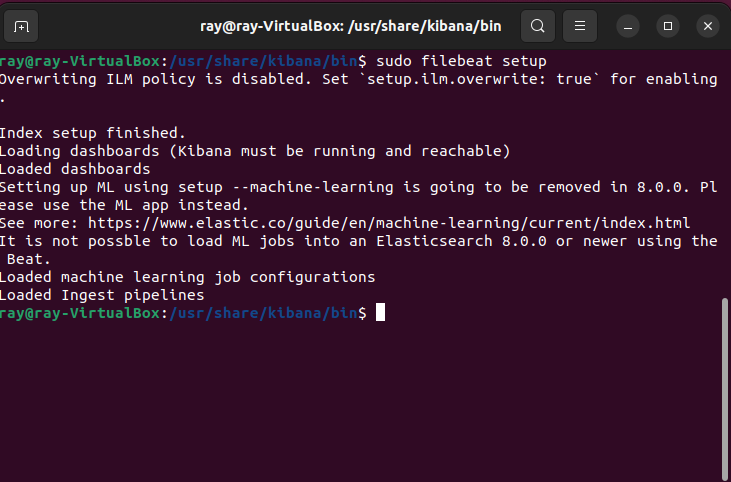 ray@ray-VirtualBox: /usr/share/kibana/bin
ray@ray-VirtualBox:/usr/share/kibana/bin$ sudo filebeat setup
Overwriting ILM policy is disabled. Set `setup.ilm.overwrite: true` for enabling
.
Index setup finished.
Loading dashboards (Kibana must be running and reachable)
Loaded dashboards
Setting up ML using setup --machine-learning is going to be removed in 8.0.0. Pl
ease use the ML app instead.
See more: https://www.elastic.co/guide/en/machine-learning/current/index.html
It is not possble to load ML jobs into an Elasticsearch 8.0.0 or newer using the
 Beat.
Loaded machine learning job configurations
Loaded Ingest pipelines
ray@ray-VirtualBox:/usr/share/kibana/bin$